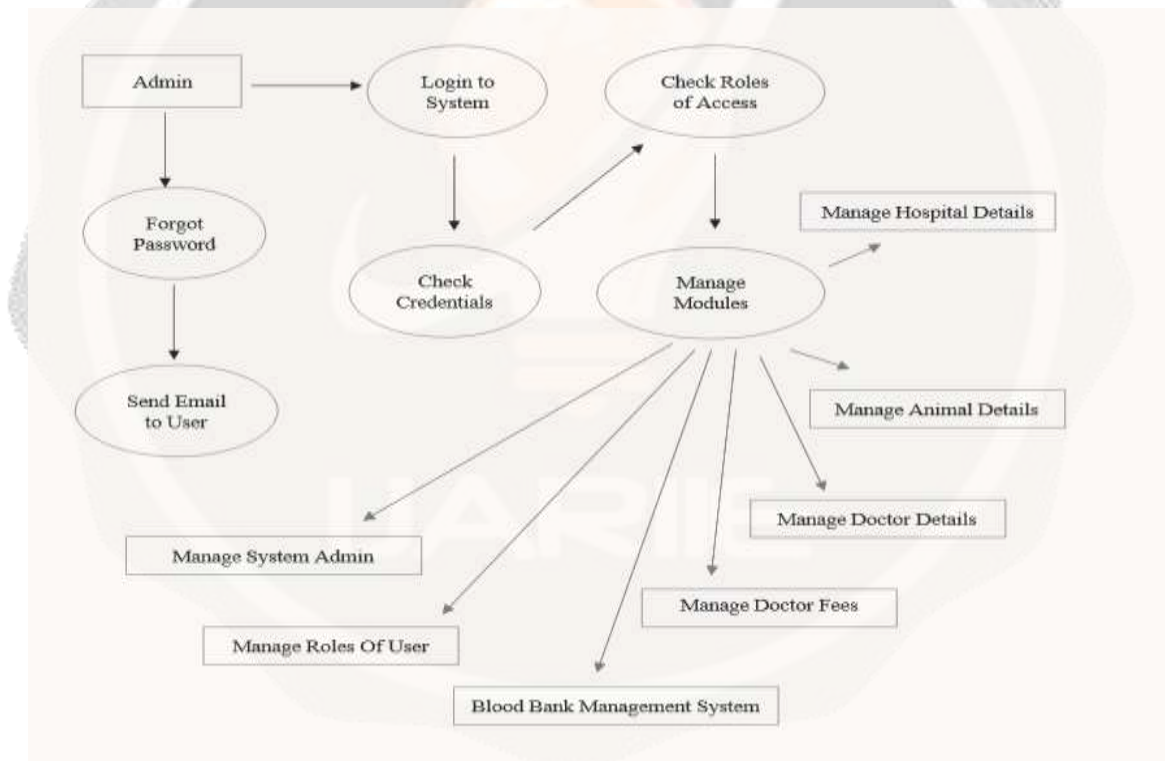 Admin
Login to
System
Check Roles
of Access
Forgot
Password
Check
Credentials
Manage
Modules
Manage Hospital Details
Send Email
to User
Manage Animal Details
Manage Doctor Details
Manage System Admin
Manage Doctor Fees
Manage Roles Of User
Blood Bank Management System
IJARIIE